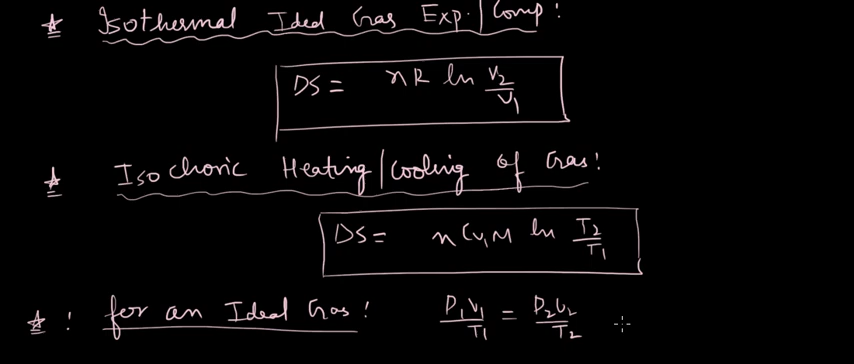 * Isothermal Ideal Gas Exp./Comp!
DS = nR ln V2/V1
* Isochoric Heating/Cooling of Gas!
DS = n Cv,M ln T2/T1
* ! for an Ideal Gas! P1V1/T1 = P2V2/T2